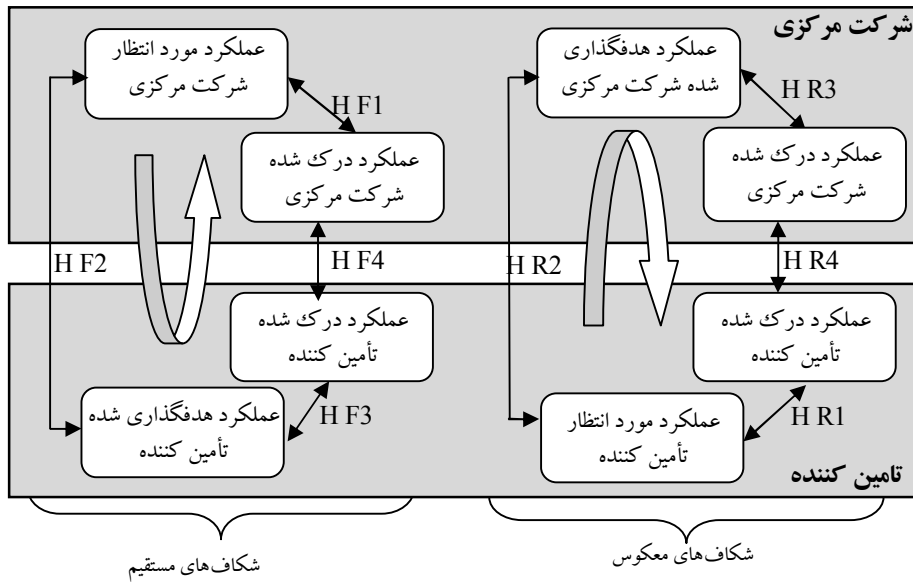 شرکت مرکزی
عملکرد هدفگذاری
شده شرکت مرکزی
H R3
عملکرد درک شده
شرکت مرکزی
عملکرد مورد انتظار
شرکت مرکزی
H F1
عملکرد درک شده
شرکت مرکزی
H R4
H R2
H F4
H F2
عملکرد درک شده
تأمین کننده
H R1
عملکرد مورد انتظار
تأمین کننده
عملکرد درک شده
تأمین کننده
H F3
عملکرد هدفگذاری شده
تأمین کننده
تامین کننده
شکاف‌های معکوس
شکاف‌های مستقیم